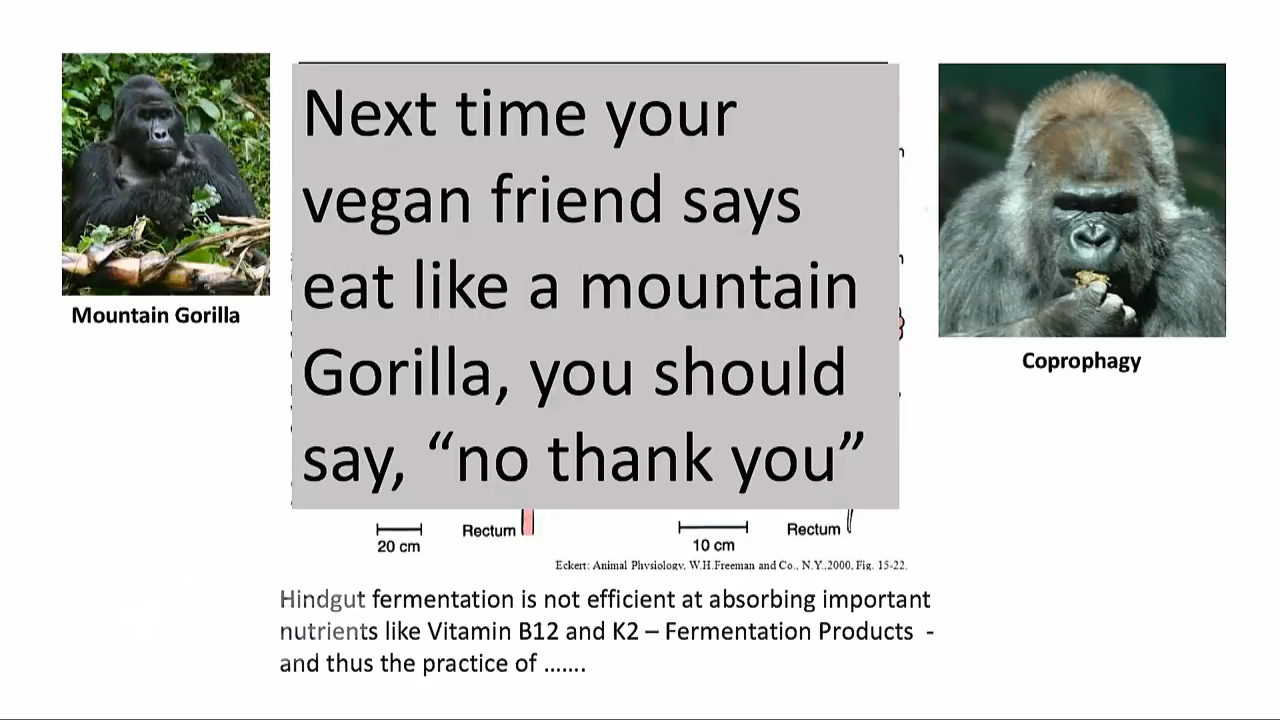 Next time your
vegan friend says
eat like a mountain
Gorilla, you should
say, “no thank you”
Mountain Gorilla
Coprophagy
Rectum
Rectum
20 cm
10 cm
Eckert: Animal Physiology, W.H.Freeman and Co., N.Y.,2000, Fig. 15-22.
Hindgut fermentation is not efficient at absorbing important
nutrients like Vitamin B12 and K2 – Fermentation Products -
and thus the practice of …….